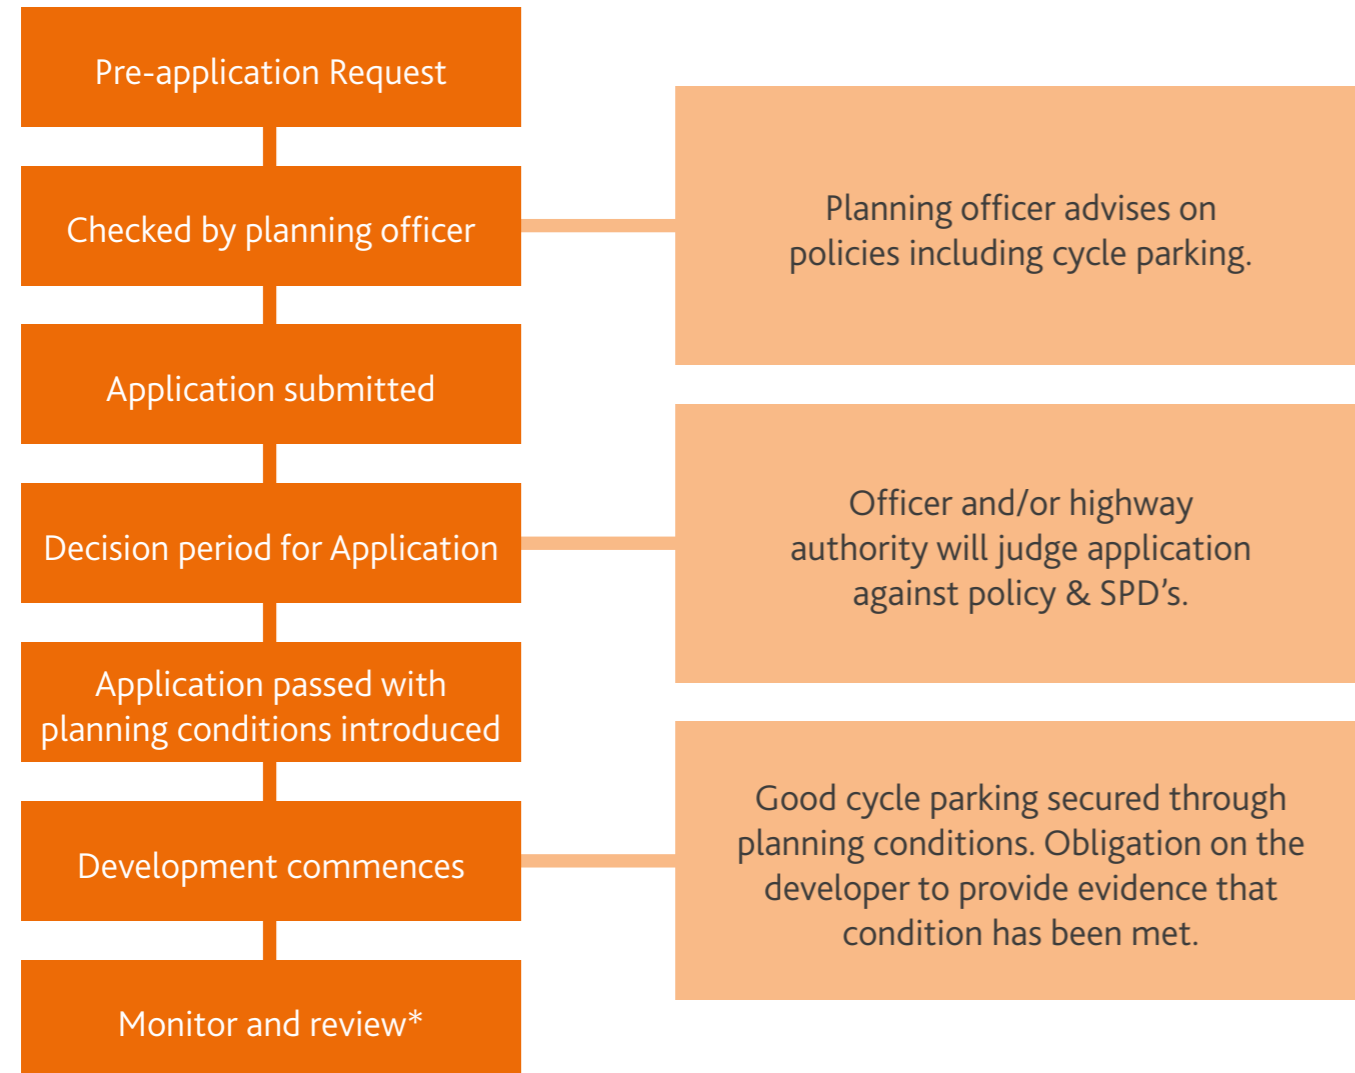 Pre-application Request
Checked by planning officer
Planning officer advises on
policies including cycle parking.
Application submitted
Decision period for Application
Officer and/or highway
authority will judge application
against policy & SPD’s.
Application passed with
planning conditions introduced
Development commences
Good cycle parking secured through
planning conditions. Obligation on the
developer to provide evidence that
condition has been met.
Monitor and review*